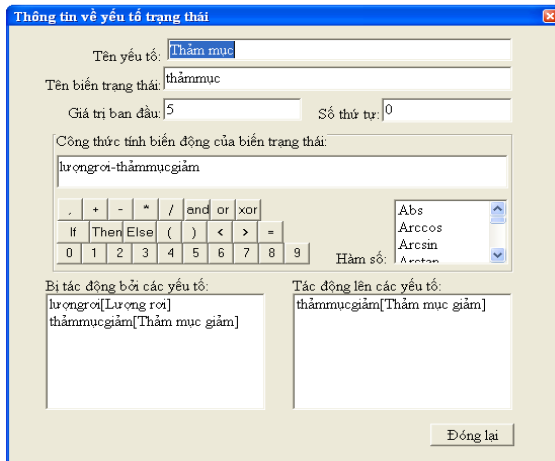 Thông tin về yếu tố trạng thái
Tên yếu tố: Thảm mục
Tên biến trạng thái: thảmmục
Giá trị ban đầu: 5 Số thứ tự: 0
Công thức tính biến động của biến trạng thái:
lượngrơi-thảmmụcgiảm
, + - * / and or xor
If Then Else ( ) < > =
0 1 2 3 4 5 6 7 8 9
Hàm số:
Abs
Arccos
Arcsin
Arctan
Bị tác động bởi các yếu tố:
lượngrơi[Lượng rơi]
thảmmụcgiảm[Thảm mục giảm]
Tác động lên các yếu tố:
thảmmụcgiảm[Thảm mục giảm]
Đóng lại